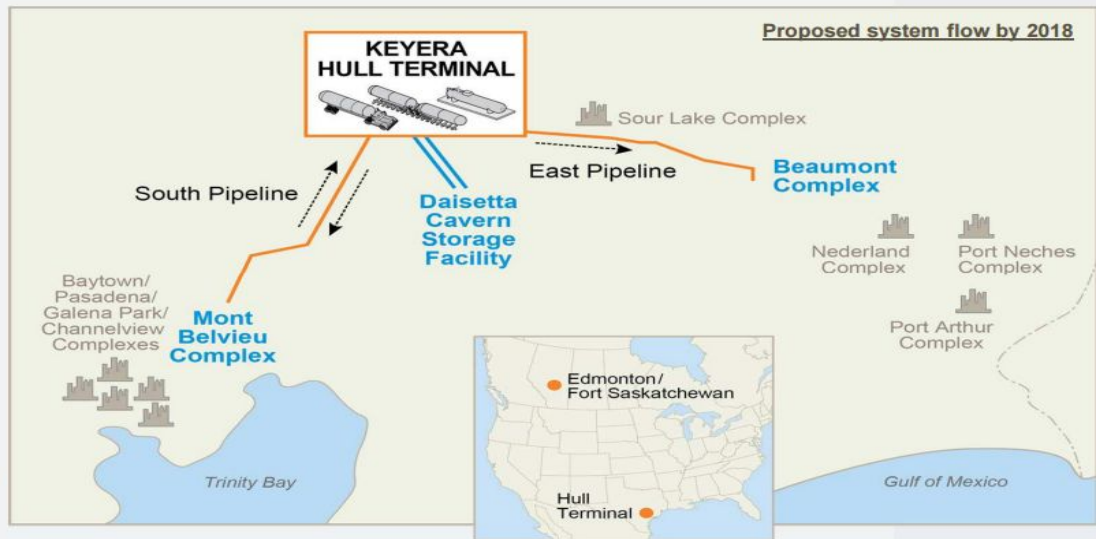 Proposed system flow by 2018
KEYERA
HULL TERMINAL
Sour Lake Complex
South Pipeline
East Pipeline
Beaumont
Complex
Daisetta
Cavern
Storage
Facility
Nederland
Complex
Port Neches
Complex
Port Arthur
Complex
Baytown/
Pasadena/
Galena Park/
Channelview
Complexes
Mont
Belvieu
Complex
Edmonton/
Fort Saskatchewan
Hull
Terminal
Trinity Bay
Gulf of Mexico